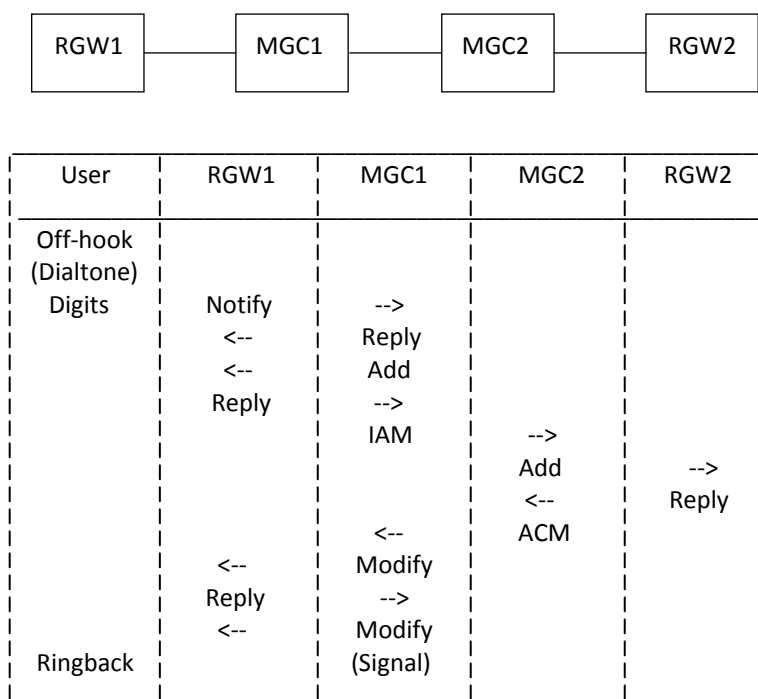 RGW1 MGC1 MGC2 RGW2
User RGW1 MGC1 MGC2 RGW2
Off-hook
(Dialtone)
Digits Notify -->
<-- Reply
<-- Add
Reply -->
IAM -->
Add -->
<-- Reply
<-- ACM
<-- Modify
Reply -->
<-- Modify
Ringback (Signal)